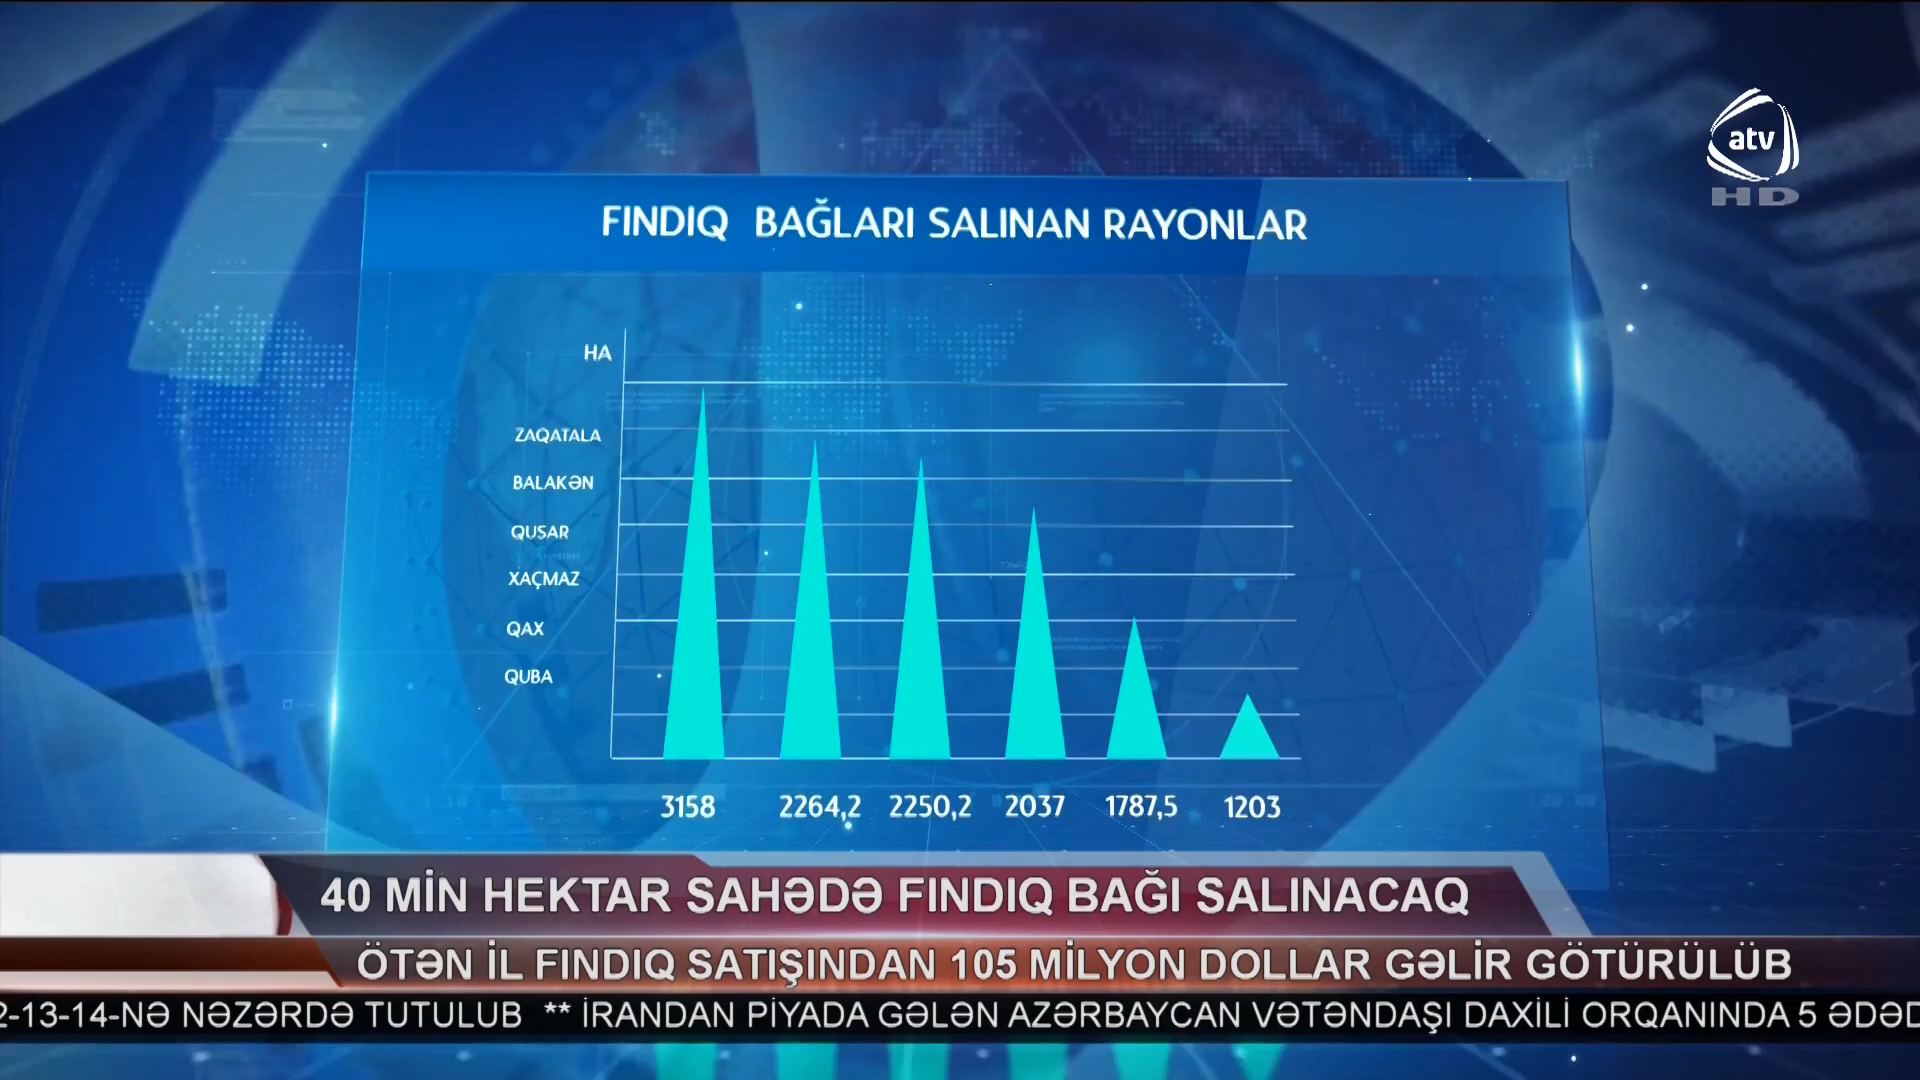 atv
HD
FINDIQ BAĞLARI SALINAN RAYONLAR
HA
ZAQATALA
BALAKƏN
QUSAR
XAÇMAZ
QAX
QUBA
3158 2264,2 2250,2 2037 1787,5 1203
40 MİN HEKTAR SAHƏDƏ FINDIQ BAĞI SALINACAQ
ÖTƏN İL FINDIQ SATIŞINDAN 105 MİLYON DOLLAR GƏLİR GÖTÜRÜLÜB
2-13-14-NƏ NƏZƏRDƏ TUTULUB ** İRANDAN PİYADA GƏLƏN AZƏRBAYCAN VƏTƏNDAŞI DAXİLİ ORQANINDA 5 ƏDƏD